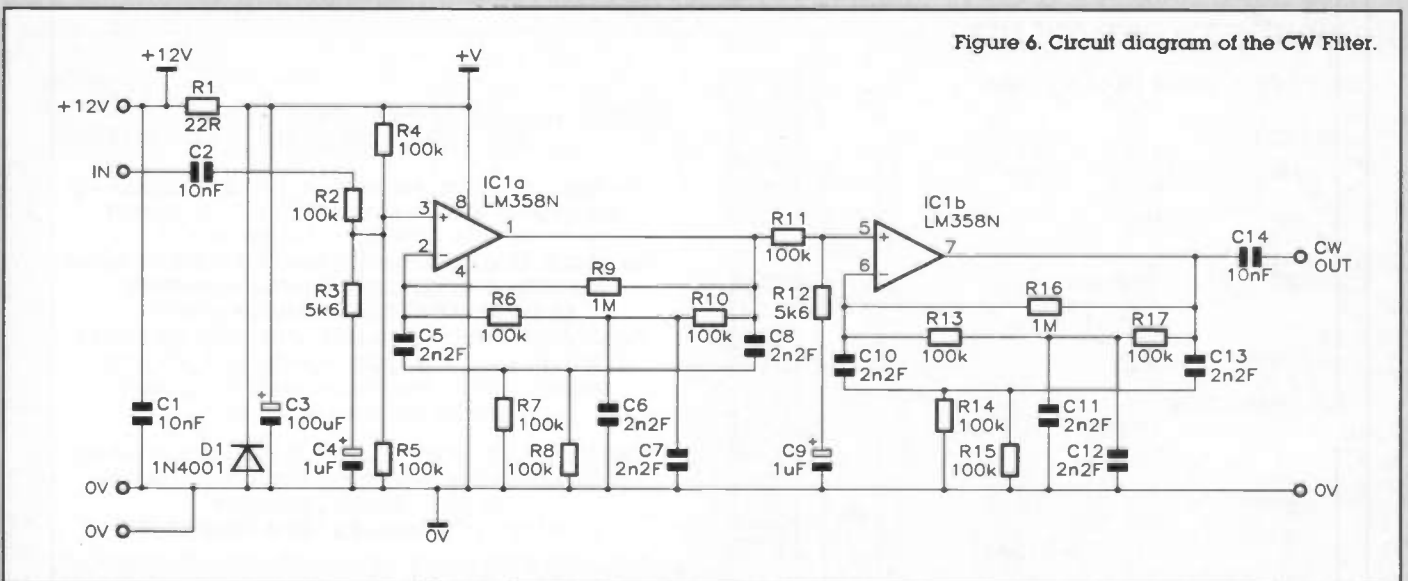 Figure 6. Circuit diagram of the CW Filter.
+12V
+V
+12V
R1
22R
IN
C2
10nF
R4
100k
R2
100k
IC1a
LM358N
3
+
8
2
-
4
1
R11
100k
IC1b
LM358N
5
+
6
-
7
C14
10nF
CW
OUT
R3
5k6
R9
1M
R6
100k
R10
100k
R12
5k6
R16
1M
R13
100k
R17
100k
C5
2n2F
C8
2n2F
C10
2n2F
C13
2n2F
C1
10nF
+
C3
100uF
D1
1N4001
+
C4
1uF
R5
100k
R7
100k
R8
100k
C6
2n2F
C7
2n2F
+
C9
1uF
R14
100k
R15
100k
C11
2n2F
C12
2n2F
0V
0V
0V
0V